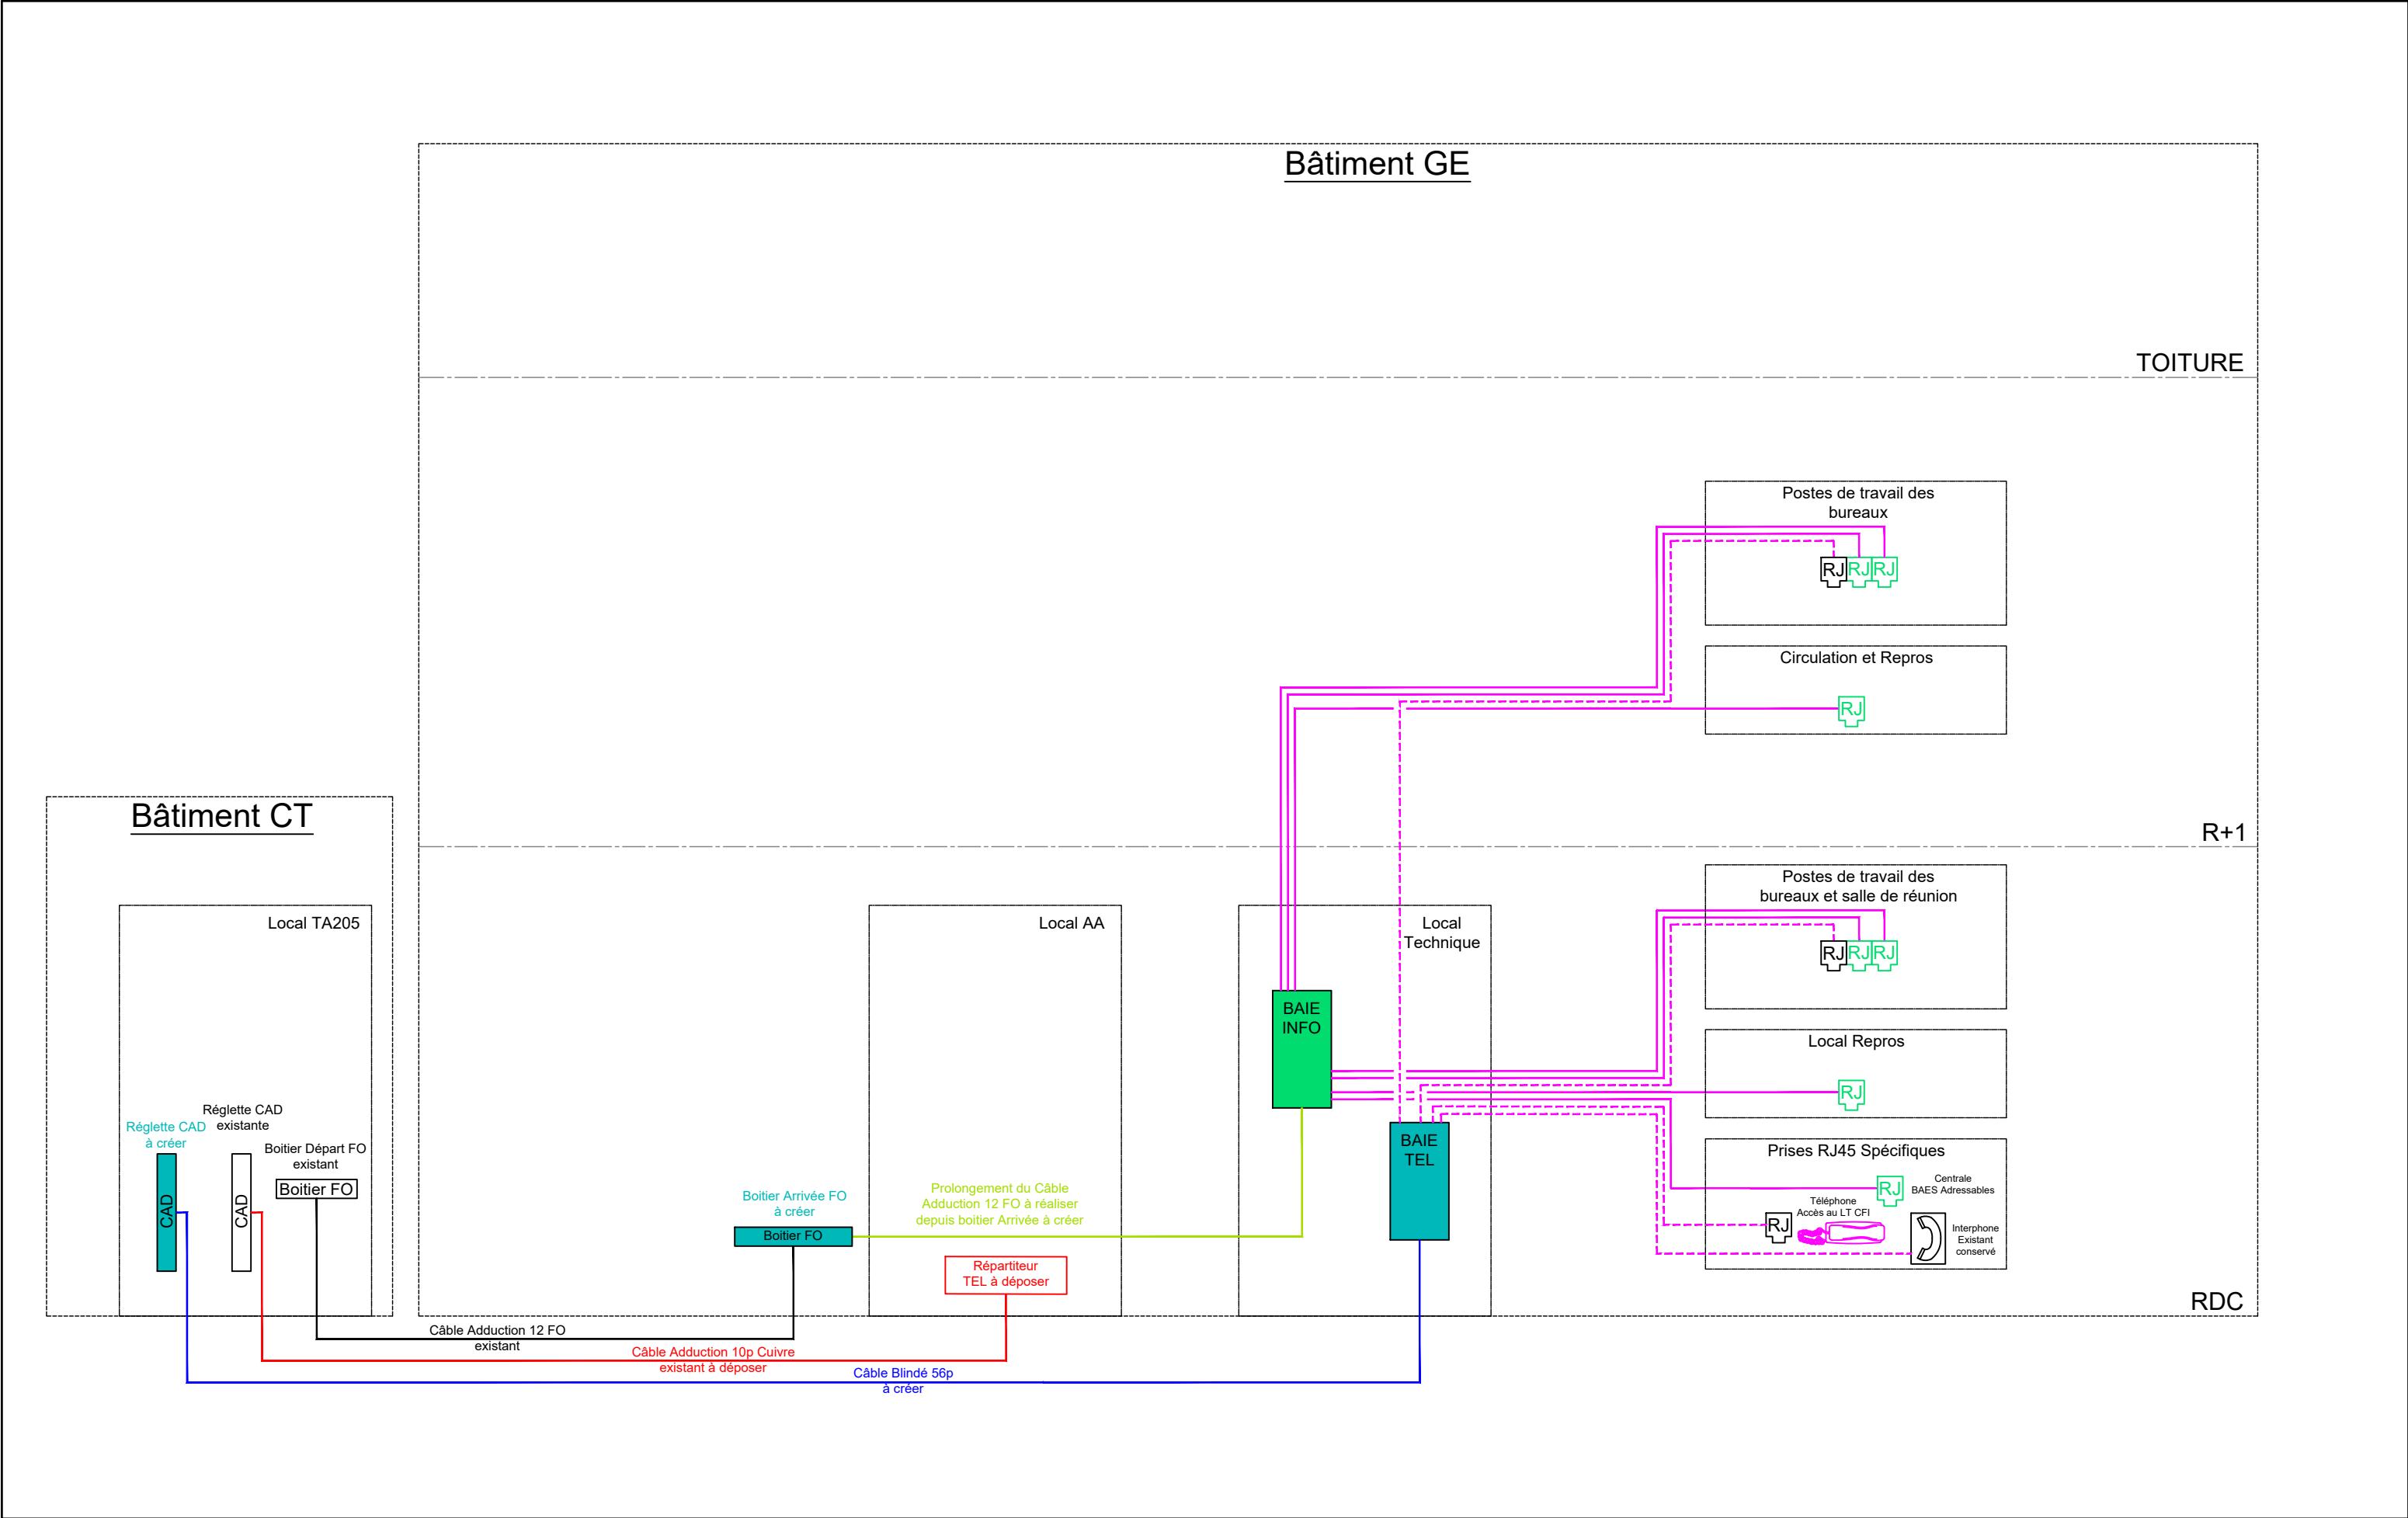 Bâtiment GE
TOITURE
Postes de travail des
bureaux
RJ RJ RJ
Circulation et Repros
RJ
Bâtiment CT
R+1
Local TA205
Réglette CAD
à créer
CAD
Réglette CAD
existante
CAD
Boitier Départ FO
existant
Boitier FO
Local AA
Local
Technique
BAIE
INFO
BAIE
TEL
Boitier Arrivée FO
à créer
Boitier FO
Prolongement du Câble
Adduction 12 FO à réaliser
depuis boitier Arrivée à créer
Répartiteur
TEL à déposer
Postes de travail des
bureaux et salle de réunion
RJ RJ RJ
Local Repros
RJ
Prises RJ45 Spécifiques
RJ
Centrale
BAES Adressables
Téléphone
Accès au LT CFI
RJ
Interphone
Existant
conservé
RDC
Câble Adduction 12 FO
existant
Câble Adduction 10p Cuivre
existant à déposer
Câble Blindé 56p
à créer